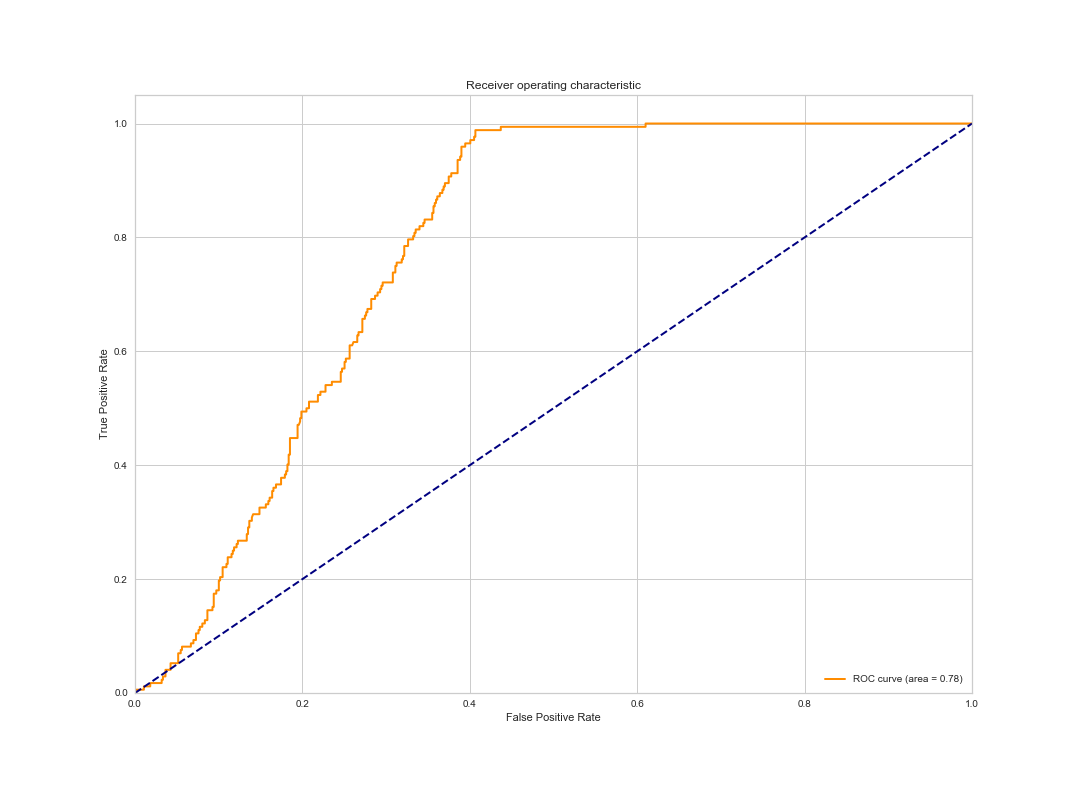 Receiver operating characteristic
True Positive Rate
1.0
0.8
0.6
0.4
0.2
0.0
0.0 0.2 0.4 0.6 0.8 1.0
False Positive Rate
ROC curve (area = 0.78)